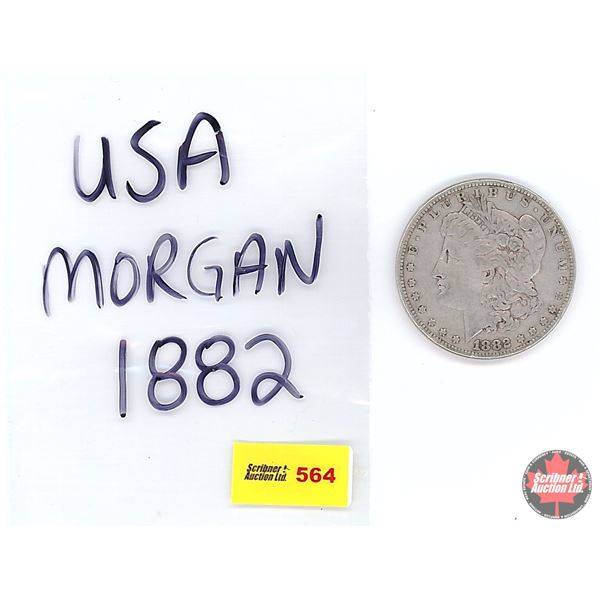 USA
MORGAN
1882
Scribner
Auction Ltd.
564
E·PLURIBUS·UNUM
LIBERTY
1882
Scribner
Auction Ltd.